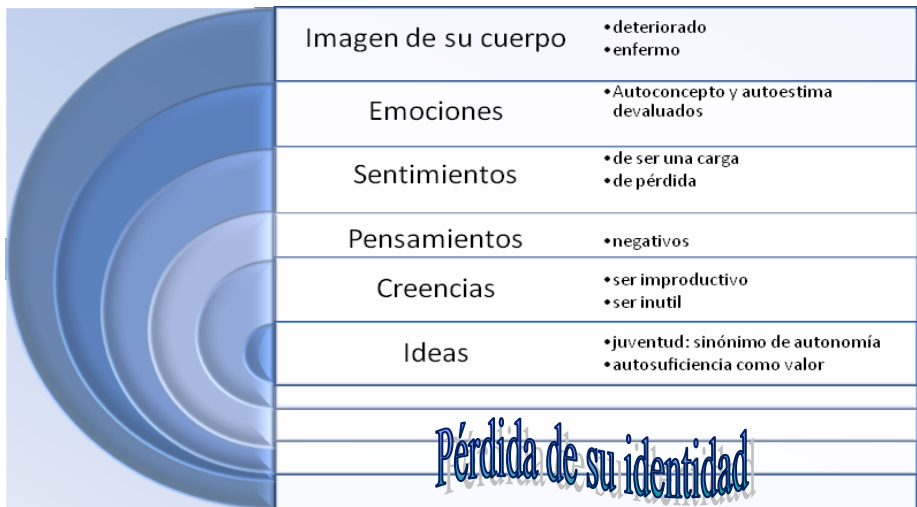 Imagen de su cuerpo
•deteriorado
•enfermo
Emociones
•Autoconcepto y autoestima
devaluados
Sentimientos
•de ser una carga
•de pérdida
Pensamientos
•negativos
Creencias
•ser improductivo
•ser inutil
Ideas
•juventud: sinónimo de autonomía
•autosuficiencia como valor
Pérdida de su identidad